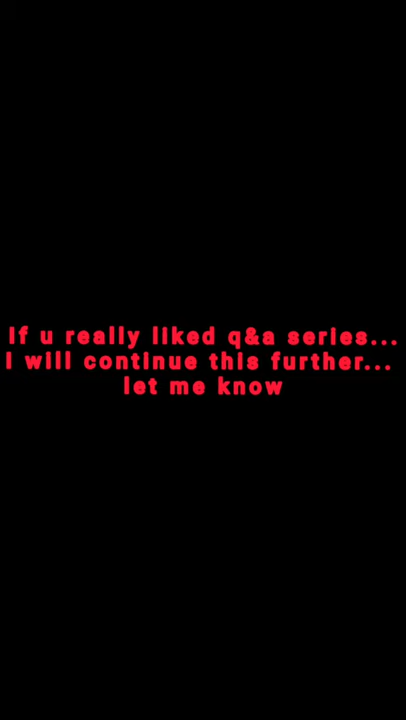 If u really liked q&a series...
I will continue this further...
let me know